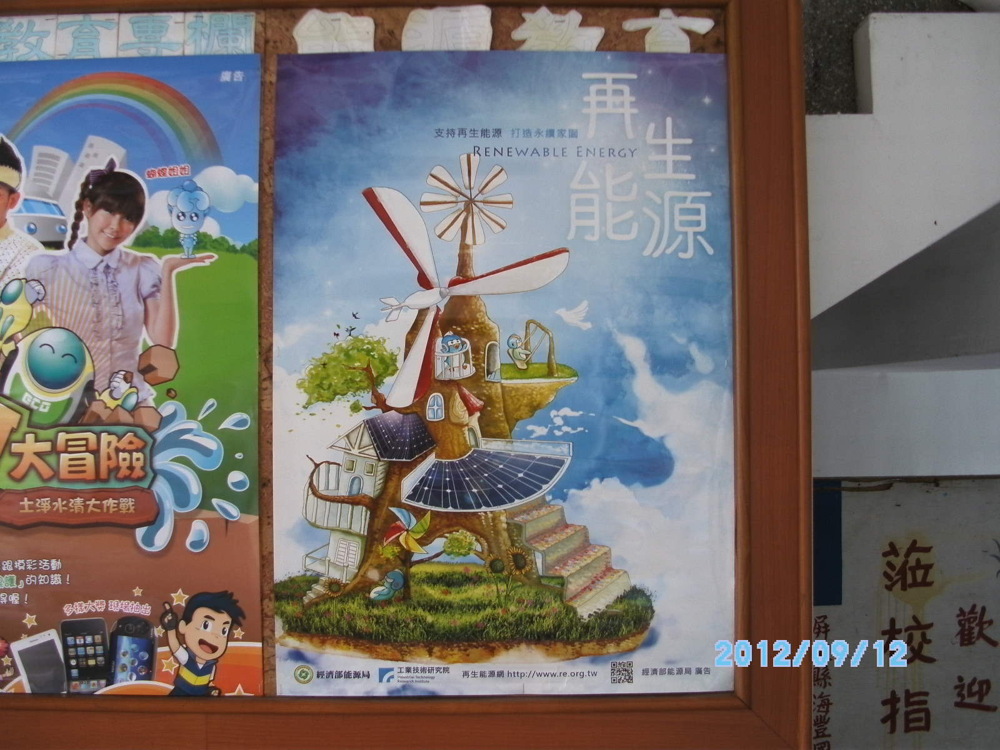 教育專欄
能源教育
廣告
蝴蝶姐姐
ECO
大冒險
土淨水清大作戰
跟摸彩活動
』的知識！
得喔！
多樣大獎 現場抽出
再生能源
支持再生能源 打造永續家園
RENEWABLE ENERGY
經濟部能源局
工業技術研究院
Industrial Technology
Research Institute
再生能源網 http://www.re.org.tw
經濟部能源局 廣告
2012/09/12
歡迎
蒞校指
屏縣海豐國